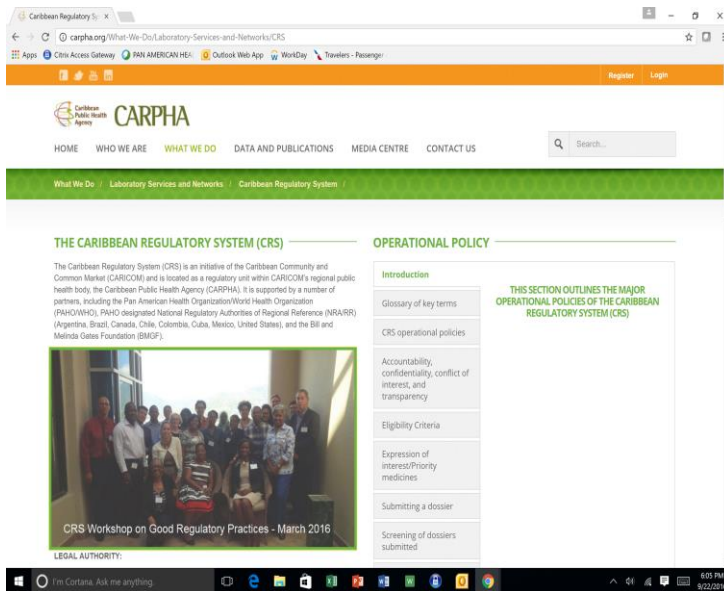 Caribbean Regulatory Sy
carpha.org/What-We-Do/Laboratory-Services-and-Networks/CRS
Apps Citrix Access Gateway PAN AMERICAN HEA Outlook Web App WorkDay Travelers - Passenger
Register Login
Caribbean
Public Health
Agency
CARPHA
HOME WHO WE ARE WHAT WE DO DATA AND PUBLICATIONS MEDIA CENTRE CONTACT US
Search...
What We Do / Laboratory Services and Networks / Caribbean Regulatory System /
THE CARIBBEAN REGULATORY SYSTEM (CRS)
The Caribbean Regulatory System (CRS) is an initiative of the Caribbean Community and
Common Market (CARICOM) and is located as a regulatory unit within CARICOM's regional public
health body, the Caribbean Public Health Agency (CARPHA). It is supported by a number of
partners, including the Pan American Health Organization/World Health Organization
(PAHO/WHO), PAHO designated National Regulatory Authorities of Regional Reference (NRA/RR)
(Argentina, Brazil, Canada, Chile, Colombia, Cuba, Mexico, United States), and the Bill and
Melinda Gates Foundation (BMGF).
CRS Workshop on Good Regulatory Practices - March 2016
LEGAL AUTHORITY:
OPERATIONAL POLICY
Introduction
Glossary of key terms
CRS operational policies
Accountability,
confidentiality, conflict of
interest, and
transparency
Eligibility Criteria
Expression of
interest/Priority
medicines
Submitting a dossier
Screening of dossiers
submitted
THIS SECTION OUTLINES THE MAJOR
OPERATIONAL POLICIES OF THE CARIBBEAN
REGULATORY SYSTEM (CRS)
I'm Cortana. Ask me anything.
6:05 PM
9/22/201